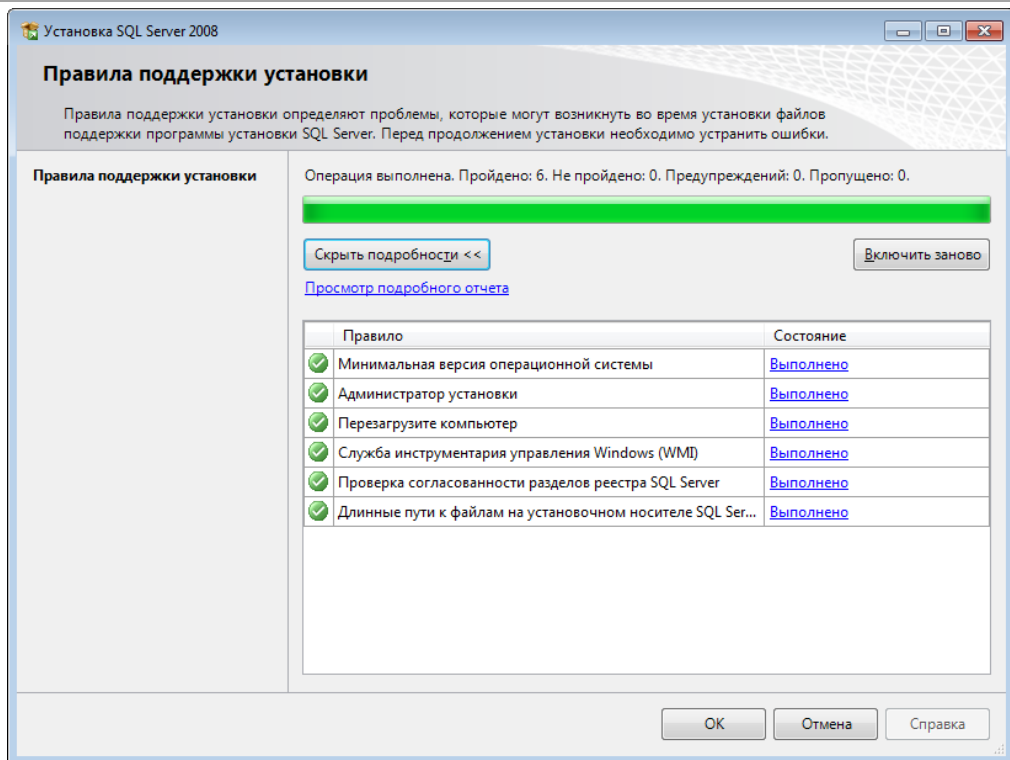 Установка SQL Server 2008
Правила поддержки установки
Правила поддержки установки определяют проблемы, которые могут возникнуть во время установки файлов
поддержки программы установки SQL Server. Перед продолжением установки необходимо устранить ошибки.
Правила поддержки установки
Операция выполнена. Пройдено: 6. Не пройдено: 0. Предупреждений: 0. Пропущено: 0.
Скрыть подробности <<
Включить заново
Просмотр подробного отчета
Правило Состояние
Минимальная версия операционной системы Выполнено
Администратор установки Выполнено
Перезагрузите компьютер Выполнено
Служба инструментария управления Windows (WMI) Выполнено
Проверка согласованности разделов реестра SQL Server Выполнено
Длинные пути к файлам на установочном носителе SQL Ser... Выполнено
ОК Отмена Справка